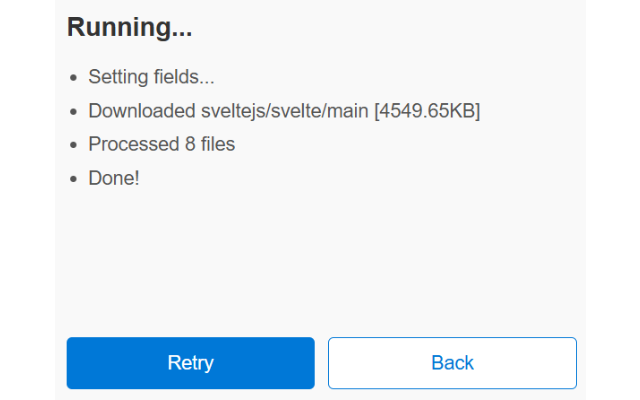 Running...
Setting fields...
Downloaded sveltejs/svelte/main [4549.65KB]
Processed 8 files
Done!
Retry
Back